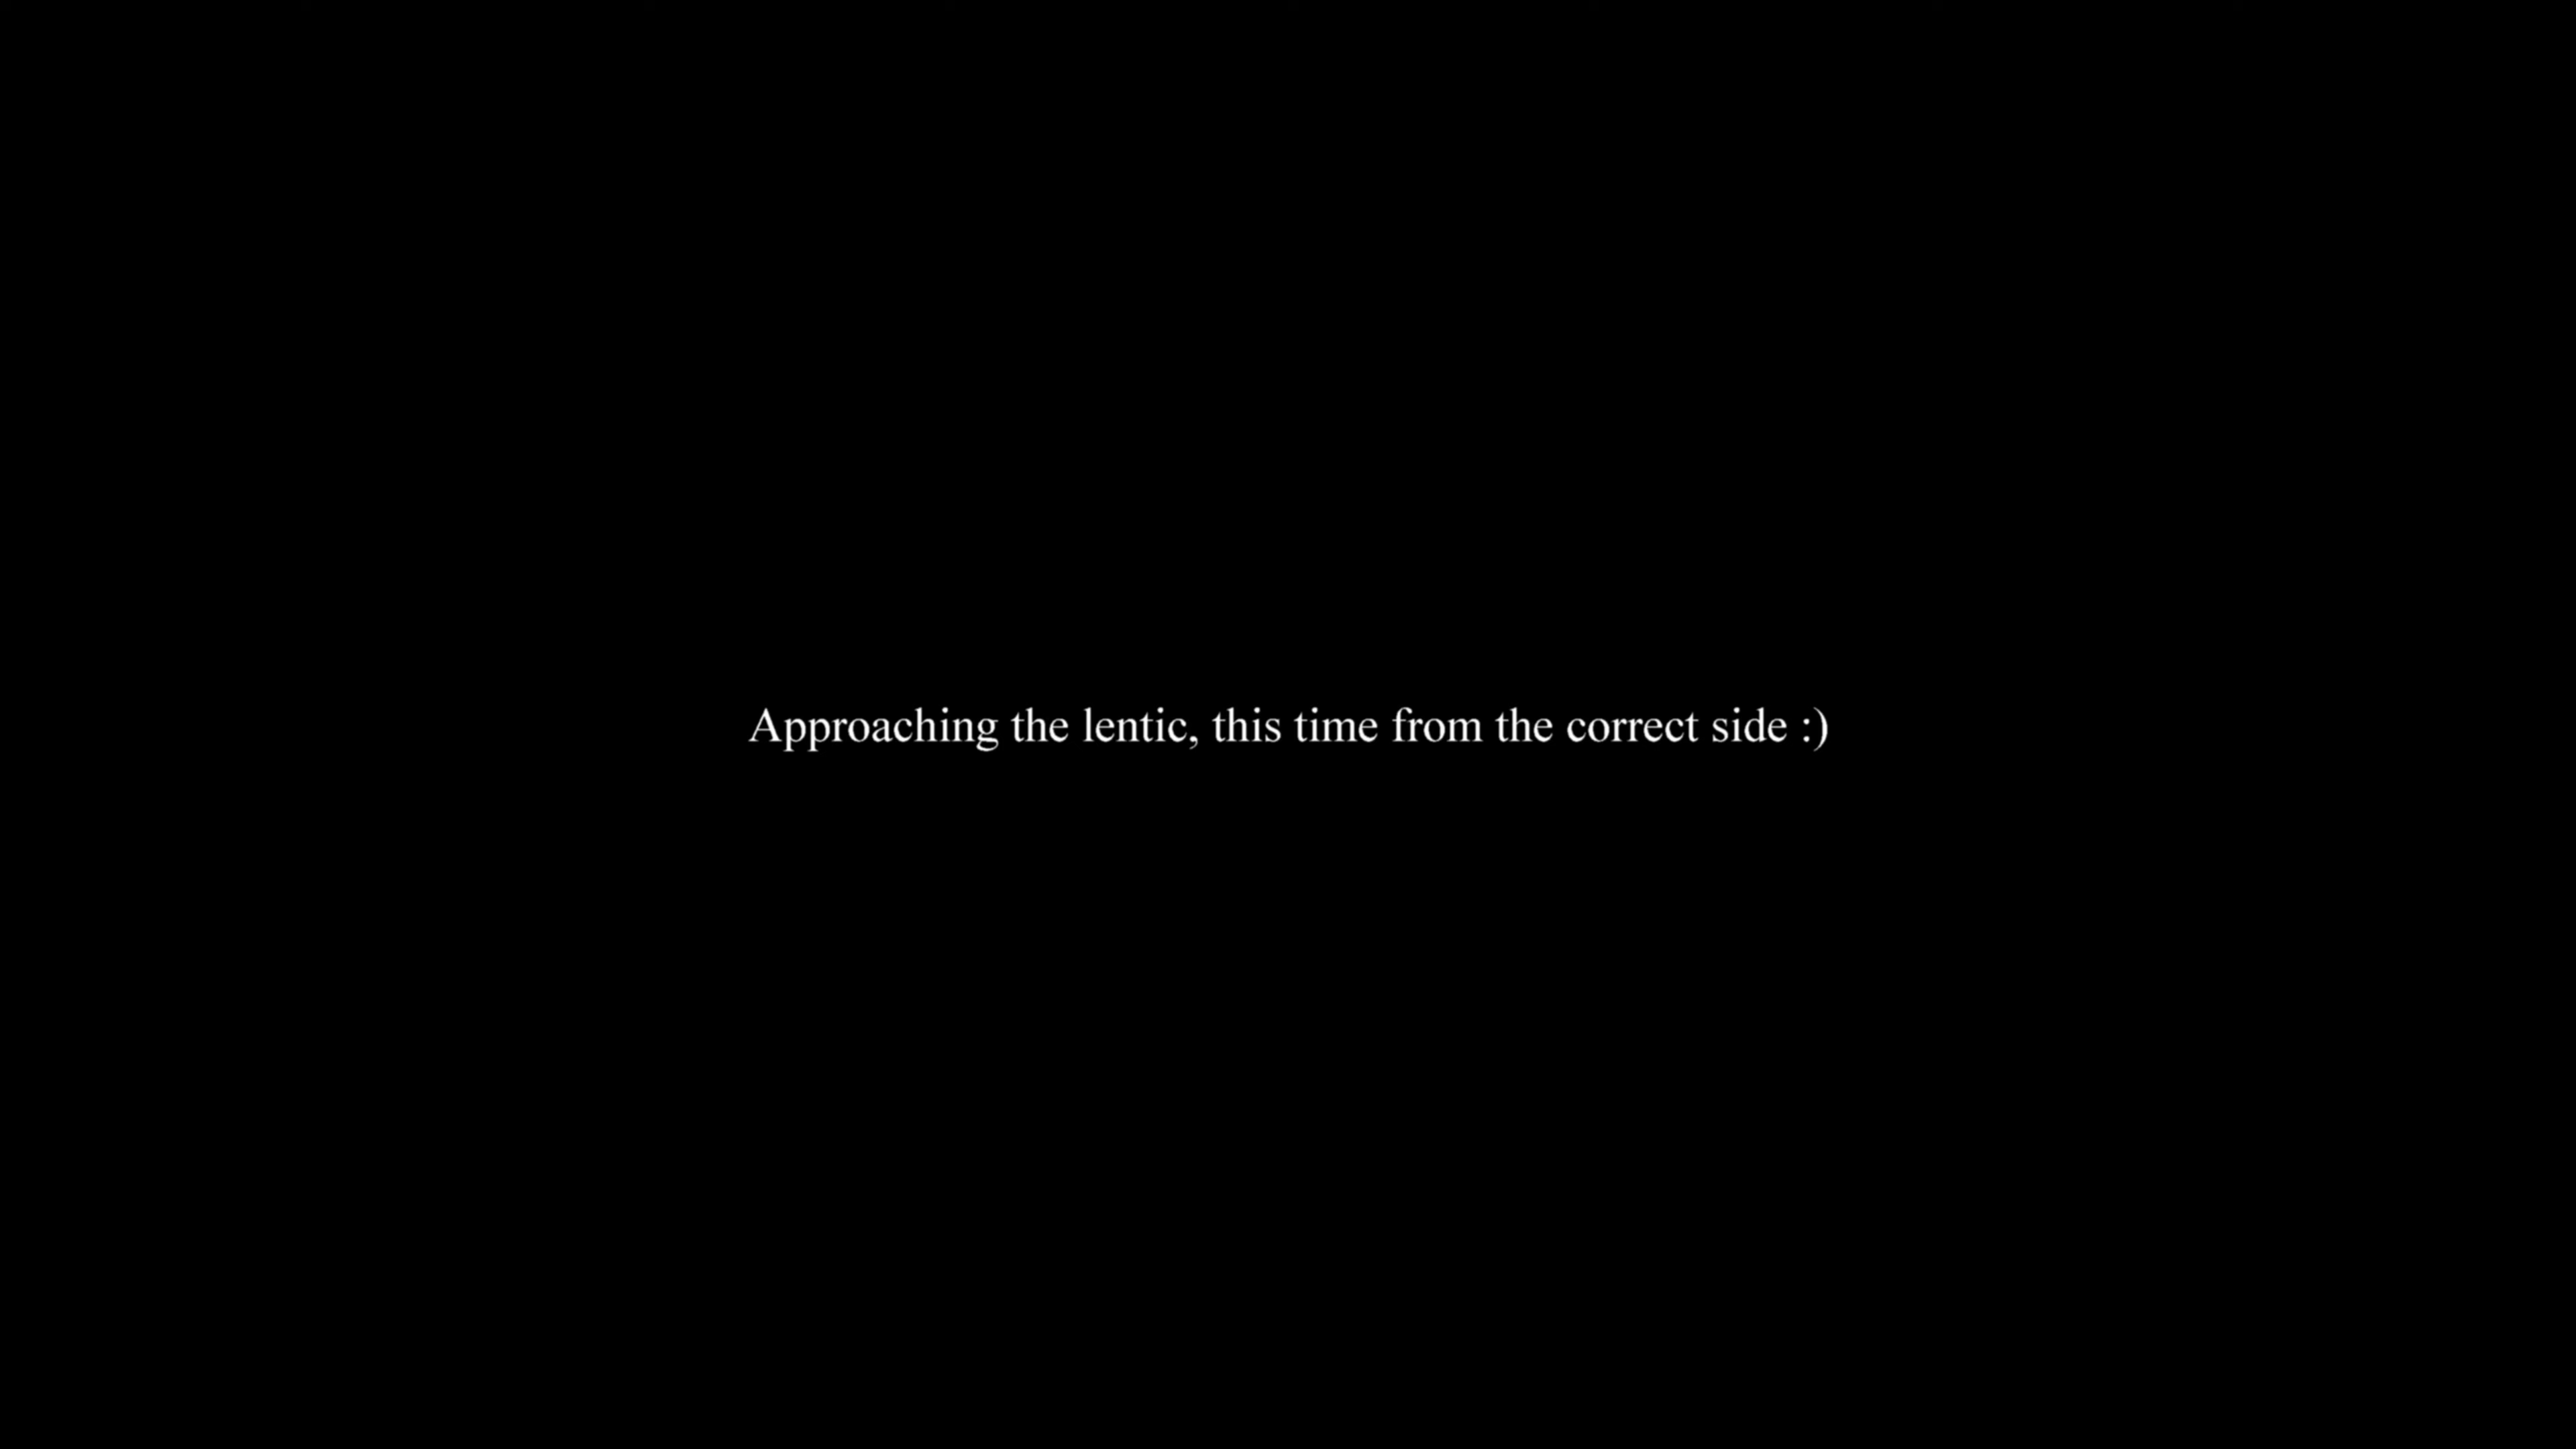 Approaching the lentic, this time from the correct side :)